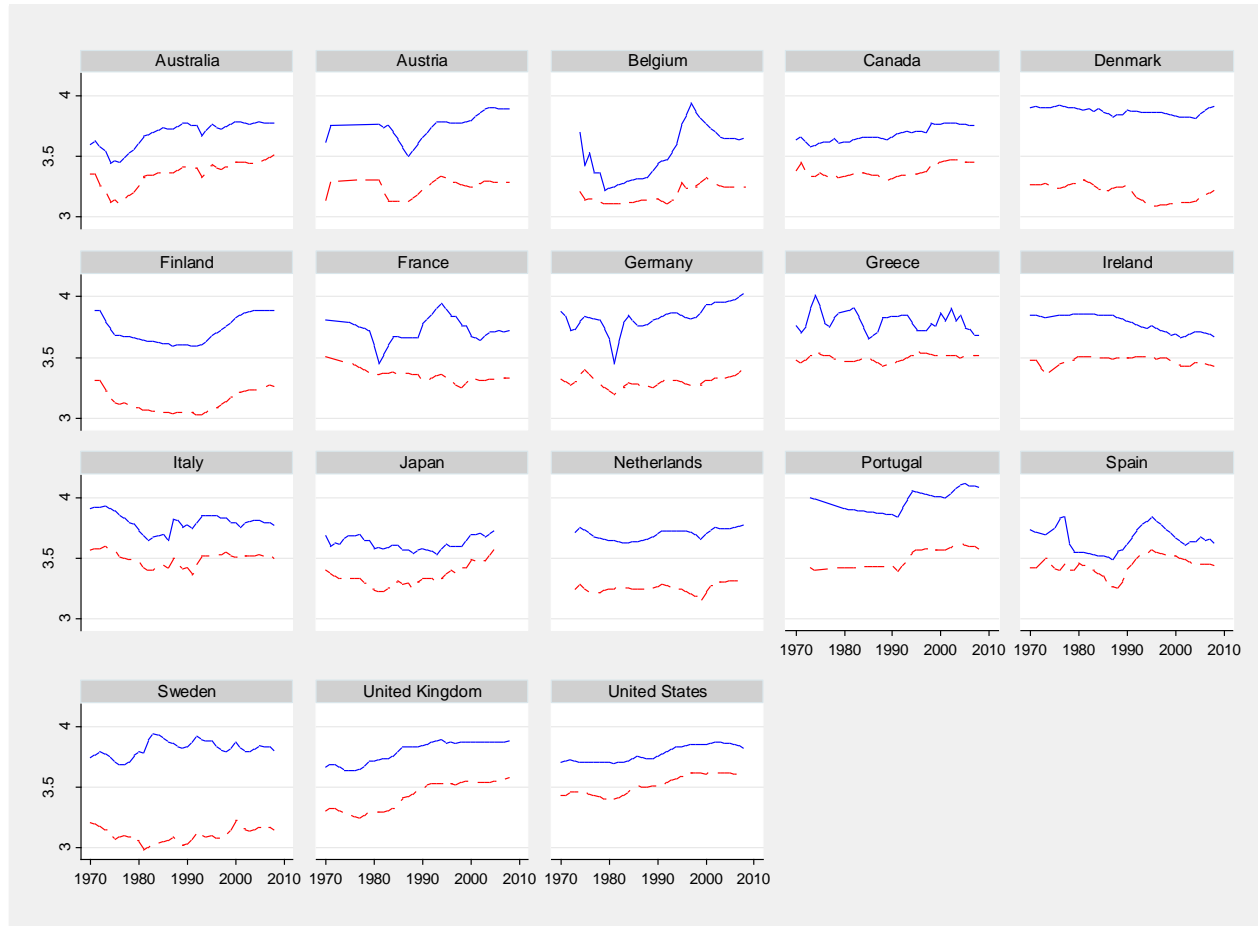 Australia Austria Belgium Canada Denmark
4
3.5
3
Finland France Germany Greece Ireland
4
3.5
3
Italy Japan Netherlands Portugal Spain
4
3.5
3
1970 1980 1990 2000 2010 1970 1980 1990 2000 2010
Sweden United Kingdom United States
4
3.5
3
1970 1980 1990 2000 2010 1970 1980 1990 2000 2010 1970 1980 1990 2000 2010